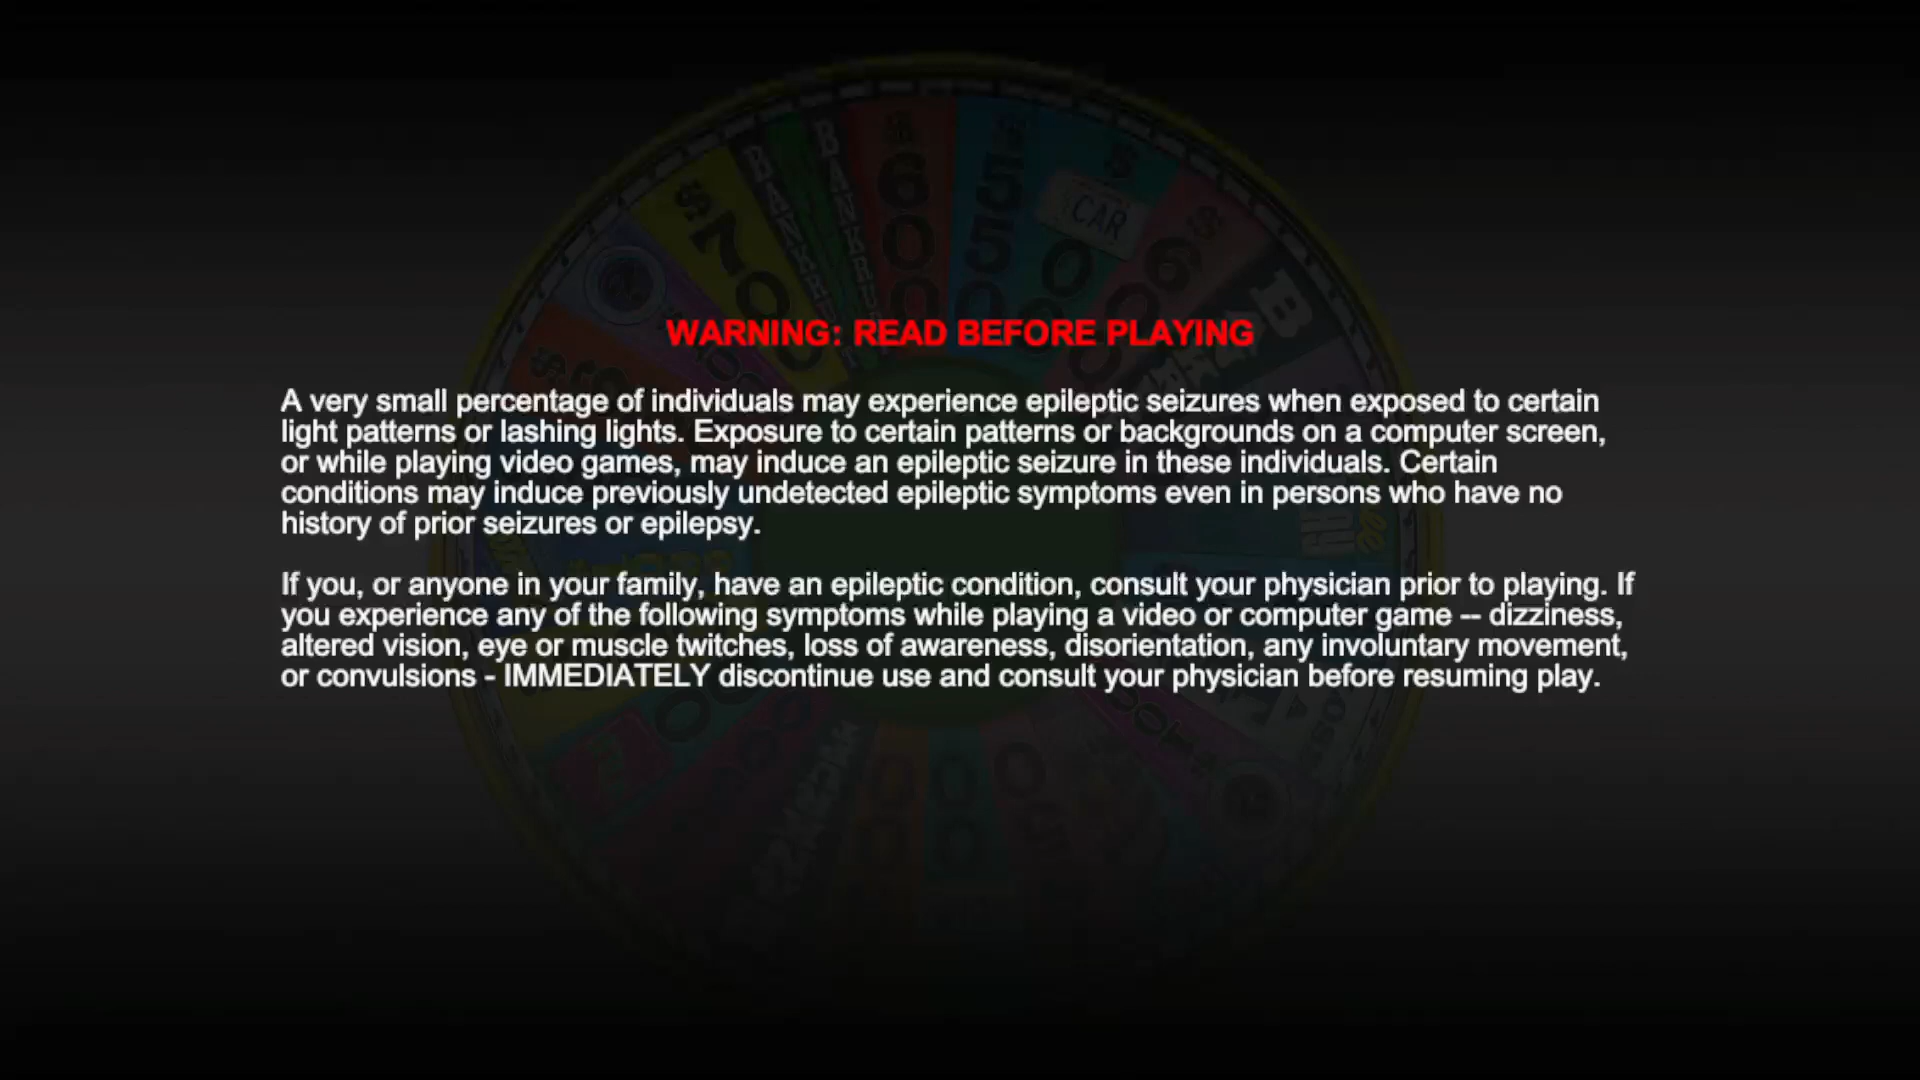 WARNING: READ BEFORE PLAYING
A very small percentage of individuals may experience epileptic seizures when exposed to certain
light patterns or lashing lights. Exposure to certain patterns or backgrounds on a computer screen,
or while playing video games, may induce an epileptic seizure in these individuals. Certain
conditions may induce previously undetected epileptic symptoms even in persons who have no
history of prior seizures or epilepsy.
If you, or anyone in your family, have an epileptic condition, consult your physician prior to playing. If
you experience any of the following symptoms while playing a video or computer game -- dizziness,
altered vision, eye or muscle twitches, loss of awareness, disorientation, any involuntary movement,
or convulsions - IMMEDIATELY discontinue use and consult your physician before resuming play.
$700
BANKRUPT
BANKRUPT
$600
$550
CAR